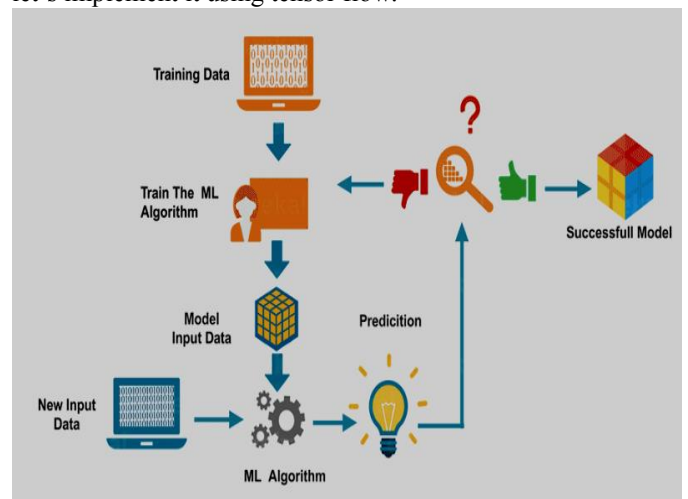 let's implement it using tensor flow.
Training Data
Train The ML
Algorithm
Successfull Model
Model
Input Data
Predicition
New Input
Data
ML Algorithm